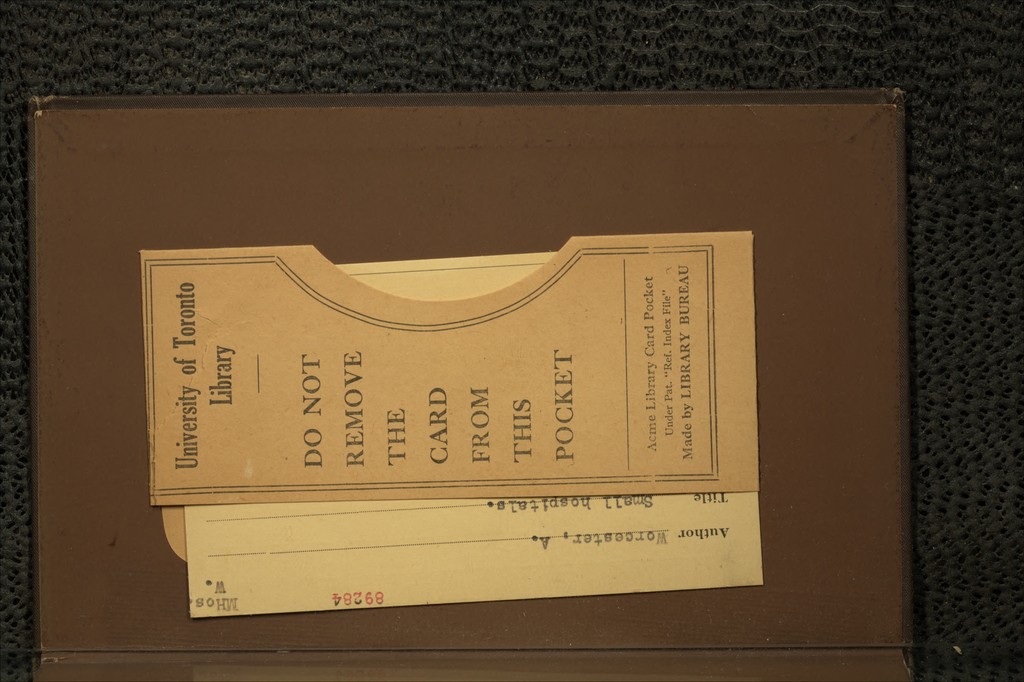 University of Toronto
Library
DO NOT
REMOVE
THE
CARD
FROM
THIS
POCKET
Acme Library Card Pocket
Under Pat. "Ref. Index File"
Made by LIBRARY BUREAU
89284
MHos.
W.
Author Worcester, A.
Title Small hospitals.